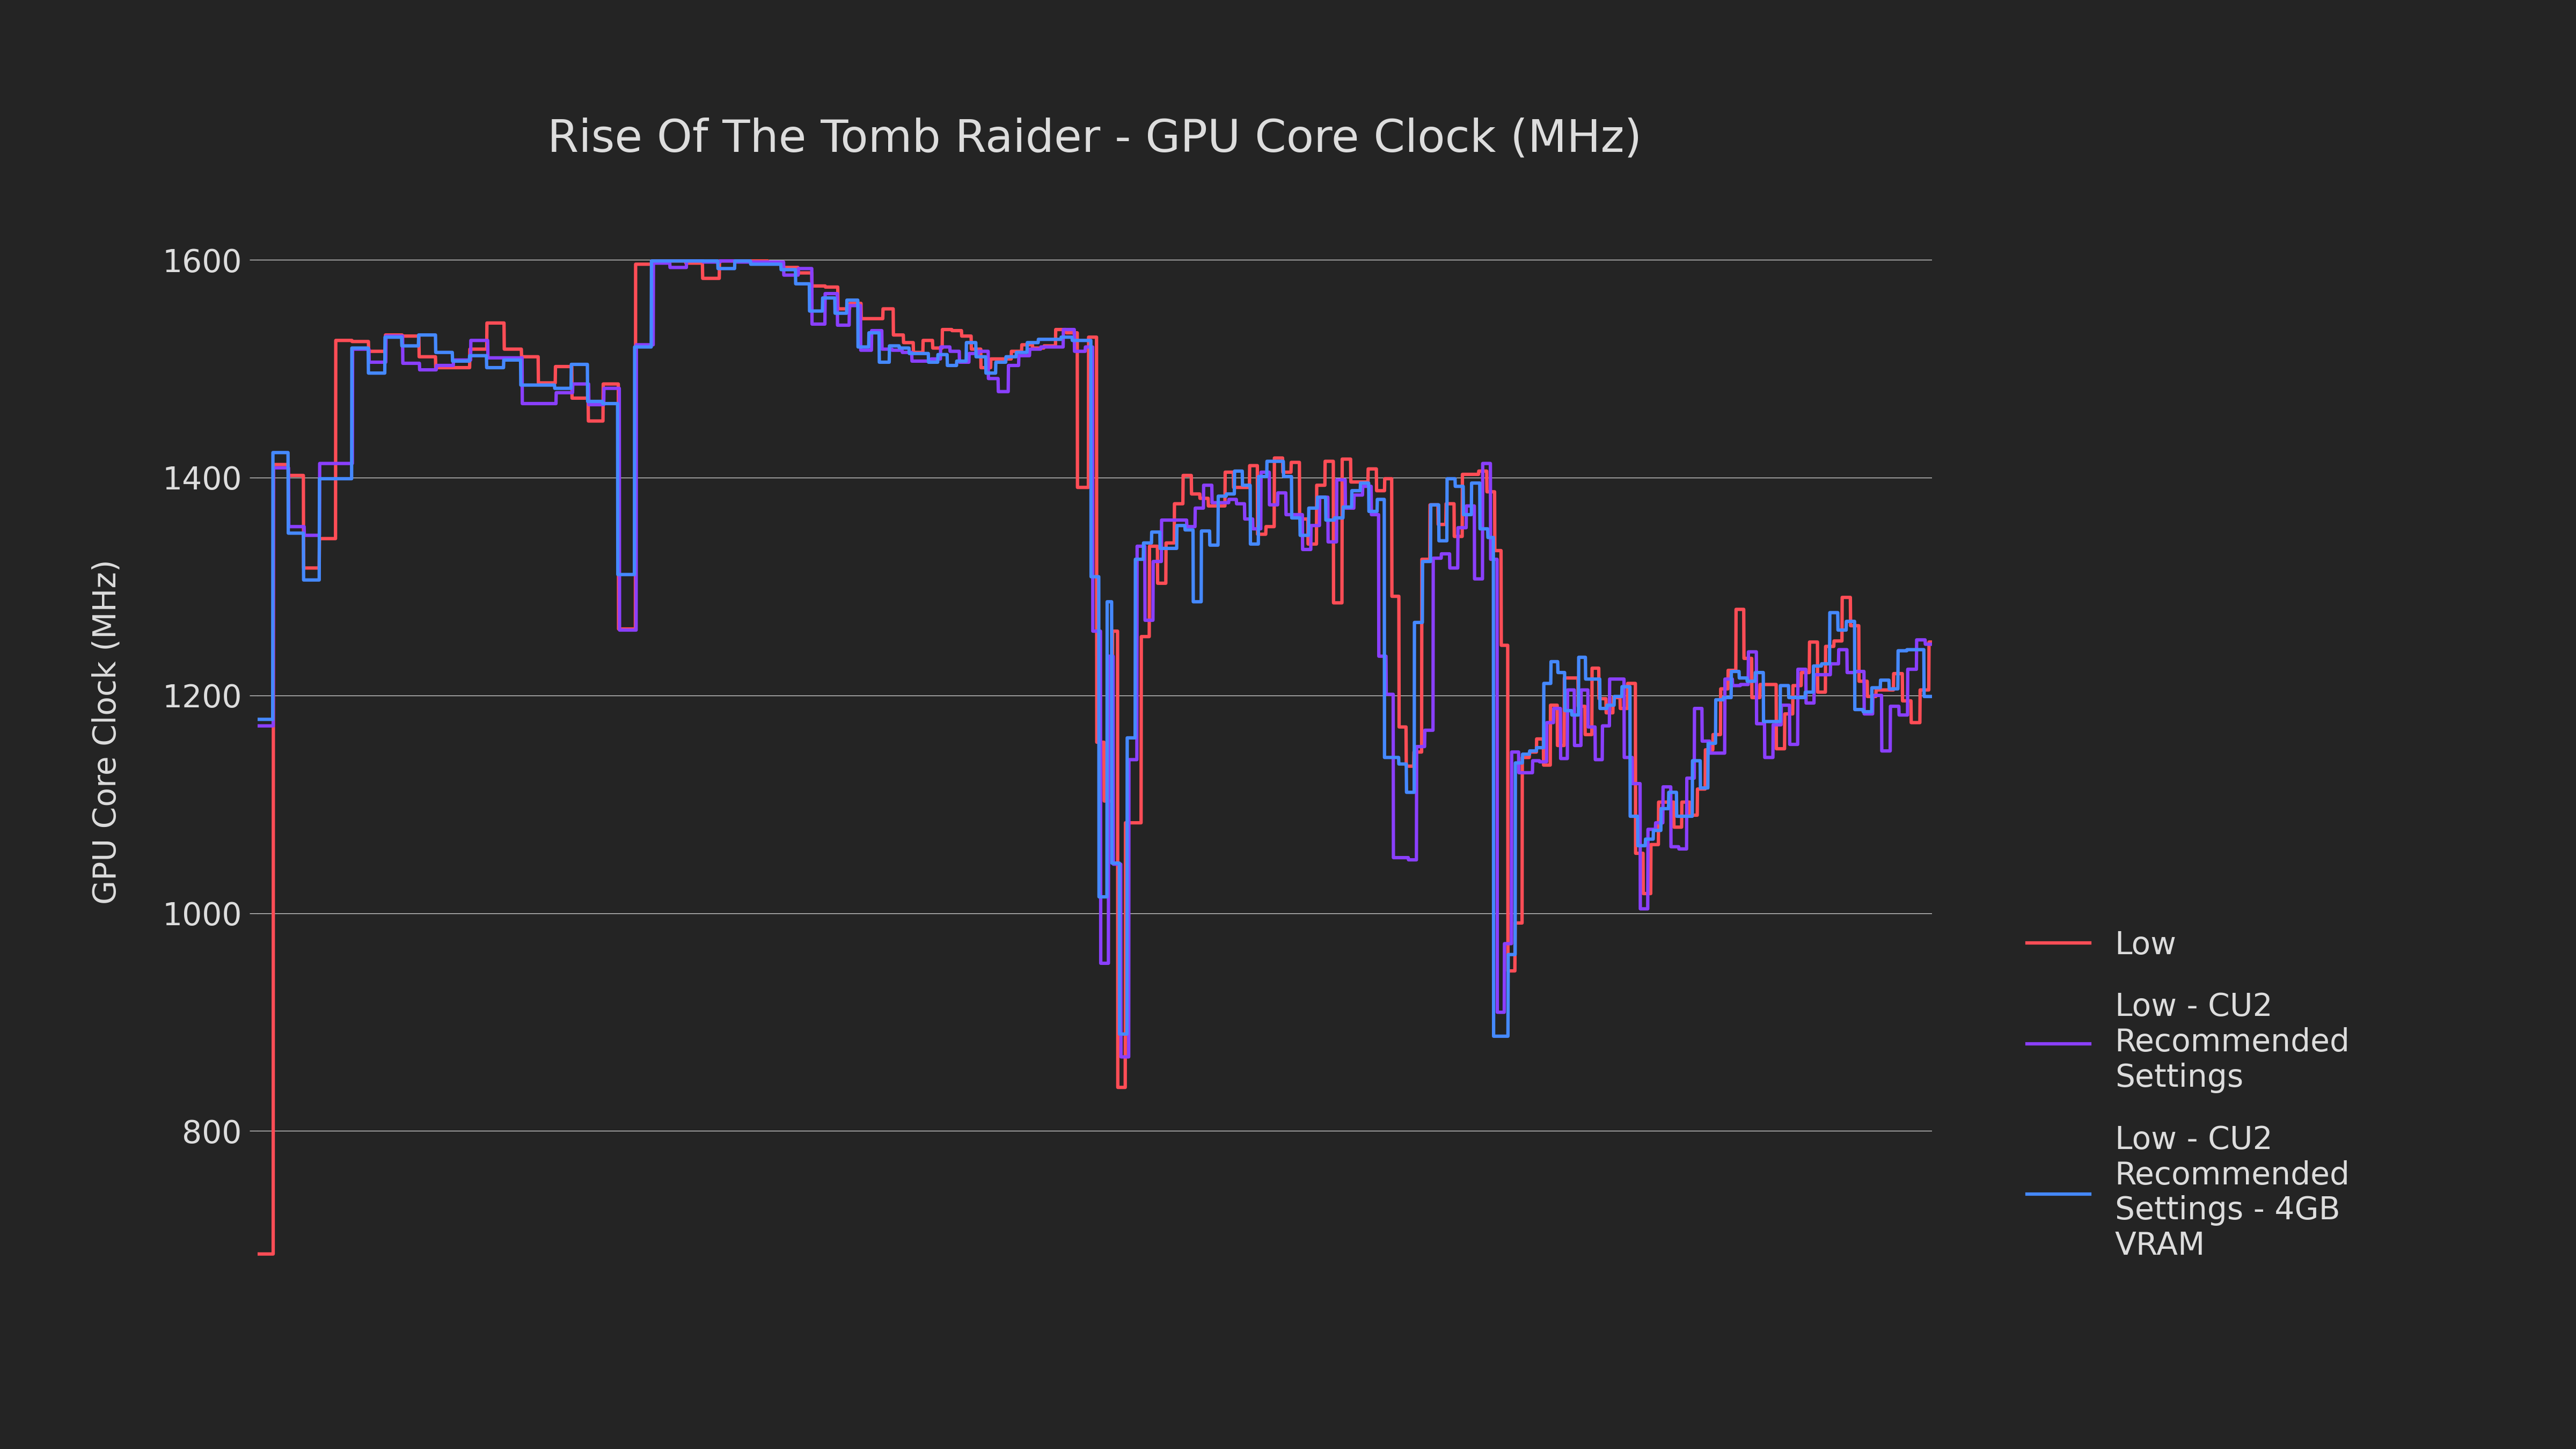 Rise Of The Tomb Raider - GPU Core Clock (MHz)
GPU Core Clock (MHz)
1600
1400
1200
1000
800
Low
Low - CU2
Recommended
Settings
Low - CU2
Recommended
Settings - 4GB
VRAM